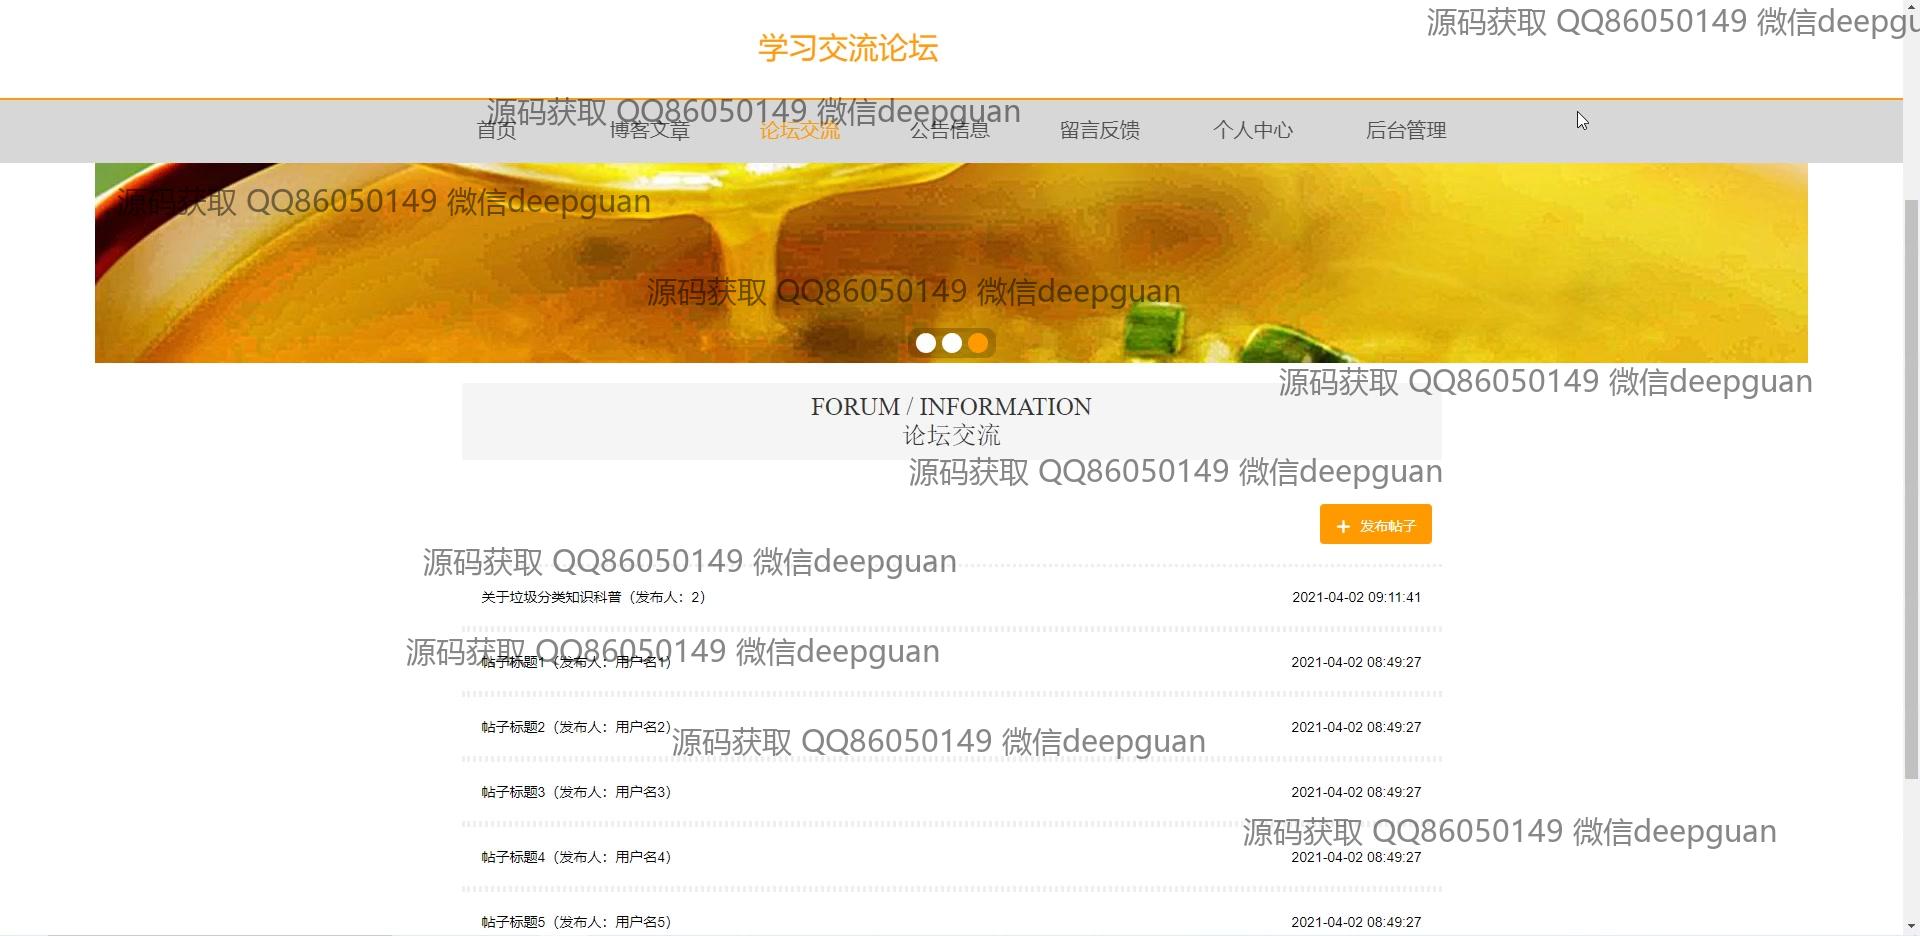 源码获取 QQ86050149 微信deepgu
学习交流论坛
源码获取 QQ86050149 微信deepguan
首页 博客文章 论坛交流 公告信息 留言反馈 个人中心 后台管理
源码获取 QQ86050149 微信deepguan
源码获取 QQ86050149 微信deepguan
源码获取 QQ86050149 微信deepguan
FORUM / INFORMATION
论坛交流
源码获取 QQ86050149 微信deepguan
+ 发布帖子
源码获取 QQ86050149 微信deepguan
关于垃圾分类知识科普（发布人：2） 2021-04-02 09:11:41
源码获取 QQ86050149 微信deepguan
帖子标题1（发布人：用户名1） 2021-04-02 08:49:27
帖子标题2（发布人：用户名2） 2021-04-02 08:49:27
源码获取 QQ86050149 微信deepguan
帖子标题3（发布人：用户名3） 2021-04-02 08:49:27
源码获取 QQ86050149 微信deepguan
帖子标题4（发布人：用户名4） 2021-04-02 08:49:27
帖子标题5（发布人：用户名5） 2021-04-02 08:49:27